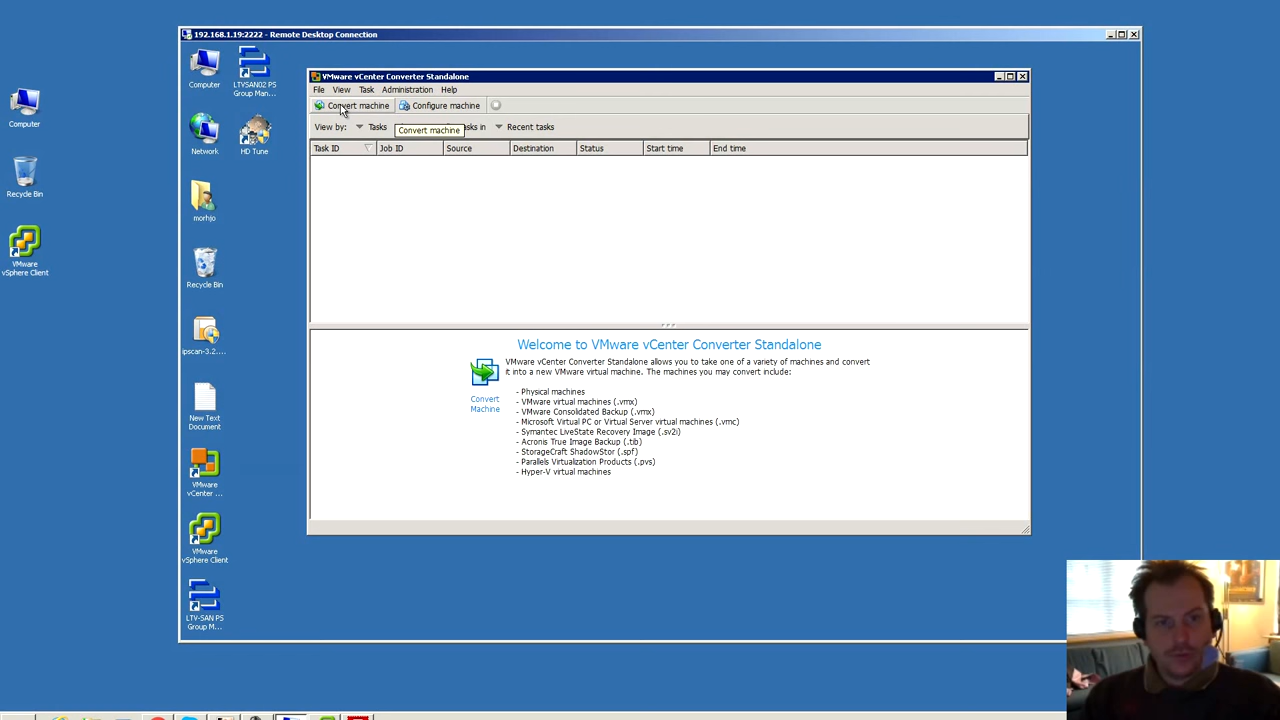 192.168.1.19:2222 - Remote Desktop Connection
Computer
Recycle Bin
VMware
vSphere Client
Computer
LTVSAN02 PS
Group Man...
Network
HD Tune
morhjo
Recycle Bin
ipscan-3.2....
New Text
Document
VMware
vCenter ...
VMware
vSphere Client
LTV-SAN PS
Group M...
VMware vCenter Converter Standalone
File View Task Administration Help
Convert machine Configure machine
View by: Tasks asks in Recent tasks
Convert machine
Task ID Job ID Source Destination Status Start time End time
Welcome to VMware vCenter Converter Standalone
VMware vCenter Converter Standalone allows you to take one of a variety of machines and convert
it into a new VMware virtual machine. The machines you may convert include:
Convert
Machine
- Physical machines
- VMware virtual machines (.vmx)
- VMware Consolidated Backup (.vmx)
- Microsoft Virtual PC or Virtual Server virtual machines (.vmc)
- Symantec LiveState Recovery Image (.sv2i)
- Acronis True Image Backup (.tib)
- StorageCraft ShadowStor (.spf)
- Parallels Virtualization Products (.pvs)
- Hyper-V virtual machines